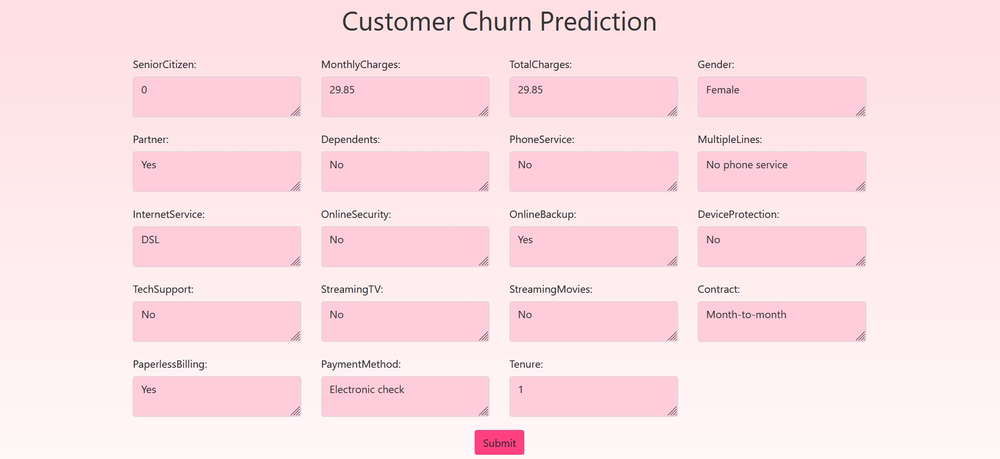 Customer Churn Prediction
SeniorCitizen: MonthlyCharges: TotalCharges: Gender:
0 29.85 29.85 Female
Partner: Dependents: PhoneService: MultipleLines:
Yes No No No phone service
InternetService: OnlineSecurity: OnlineBackup: DeviceProtection:
DSL No Yes No
TechSupport: StreamingTV: StreamingMovies: Contract:
No No No Month-to-month
PaperlessBilling: PaymentMethod: Tenure:
Yes Electronic check 1
Submit